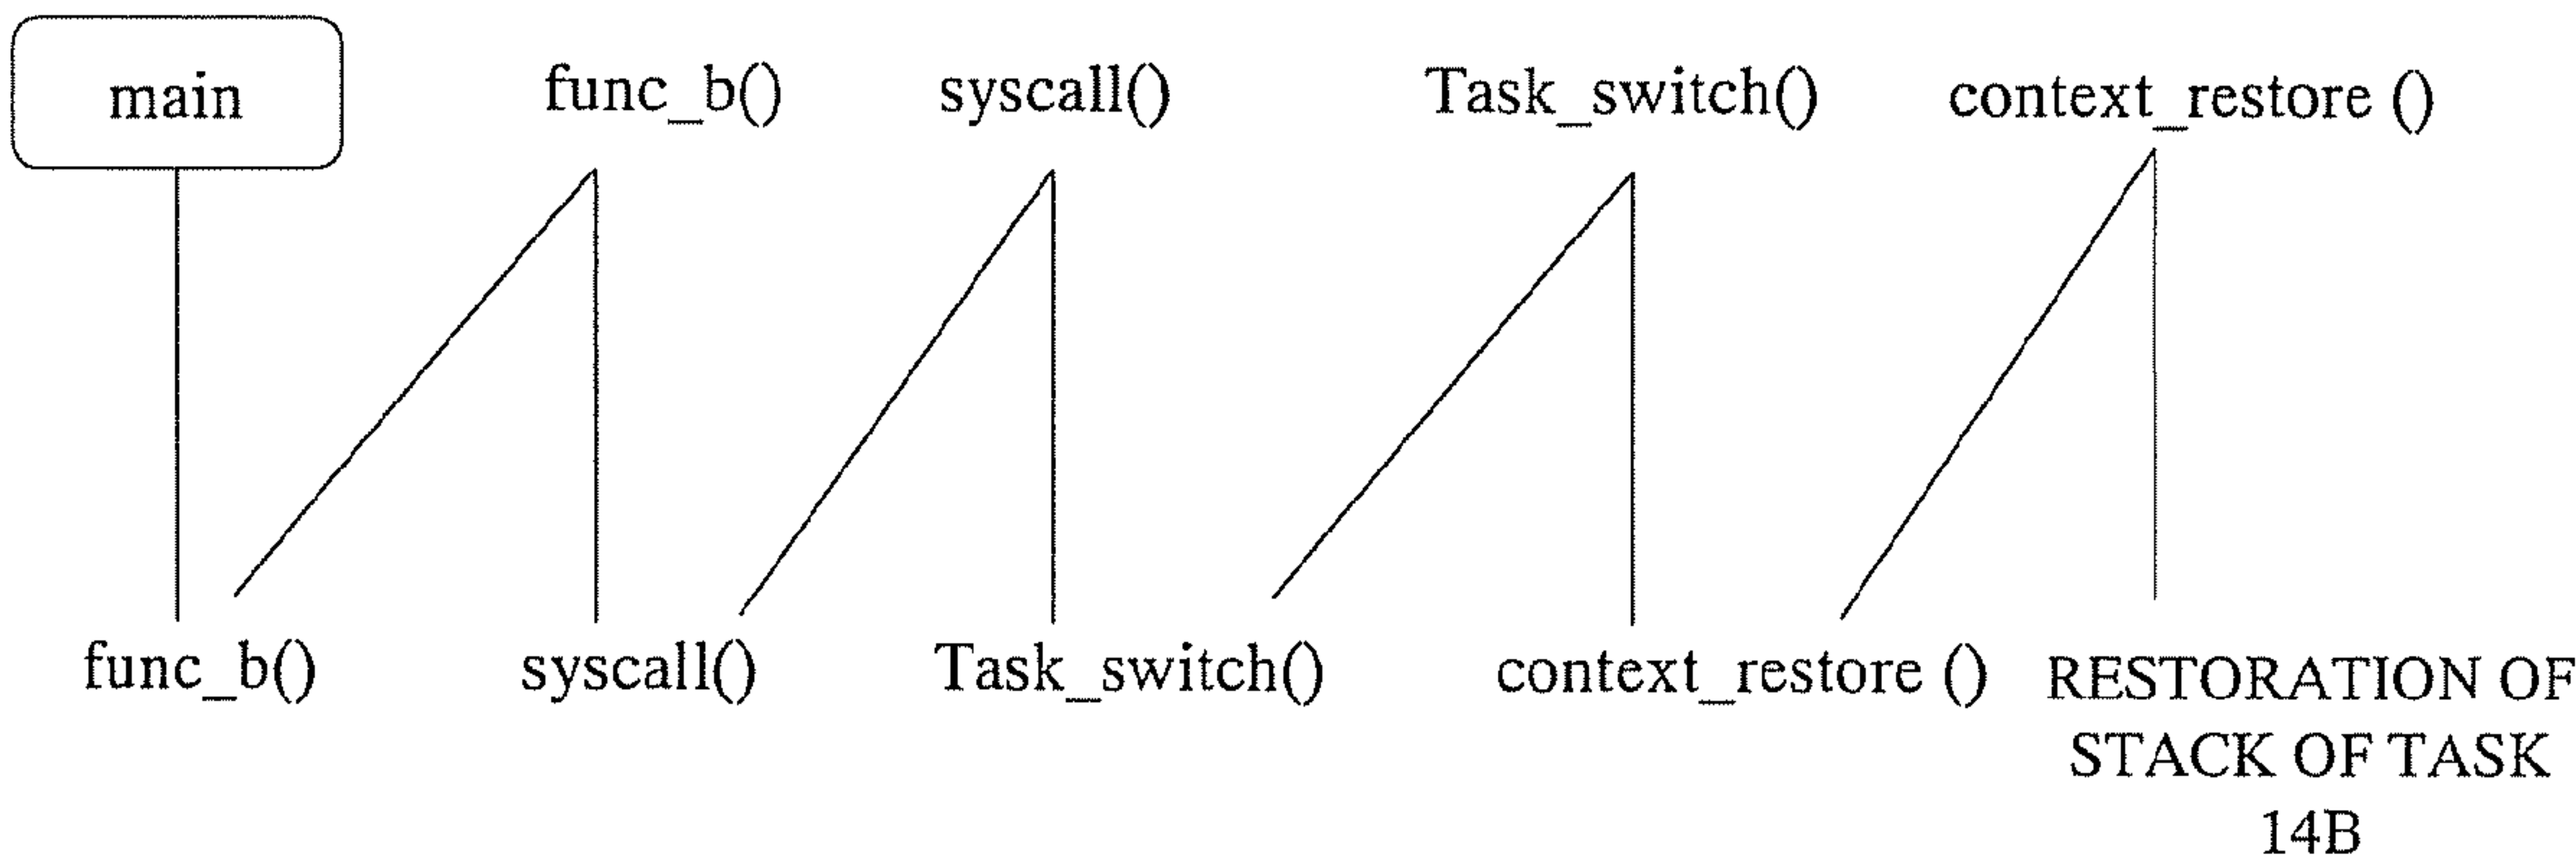 main
func_b()
syscall()
Task_switch()
context_restore ()
func_b()
syscall()
Task_switch()
context_restore ()
RESTORATION OF
STACK OF TASK
14B